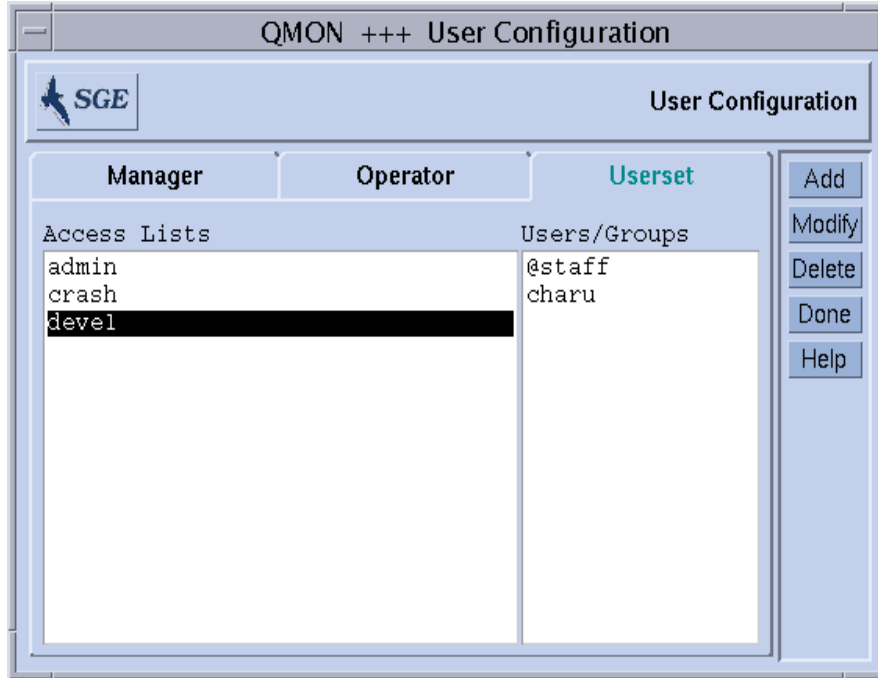 QMON +++ User Configuration
SGE
User Configuration
Manager
Operator
Userset
Access Lists
admin
crash
devel
Users/Groups
@staff
charu
Add
Modify
Delete
Done
Help